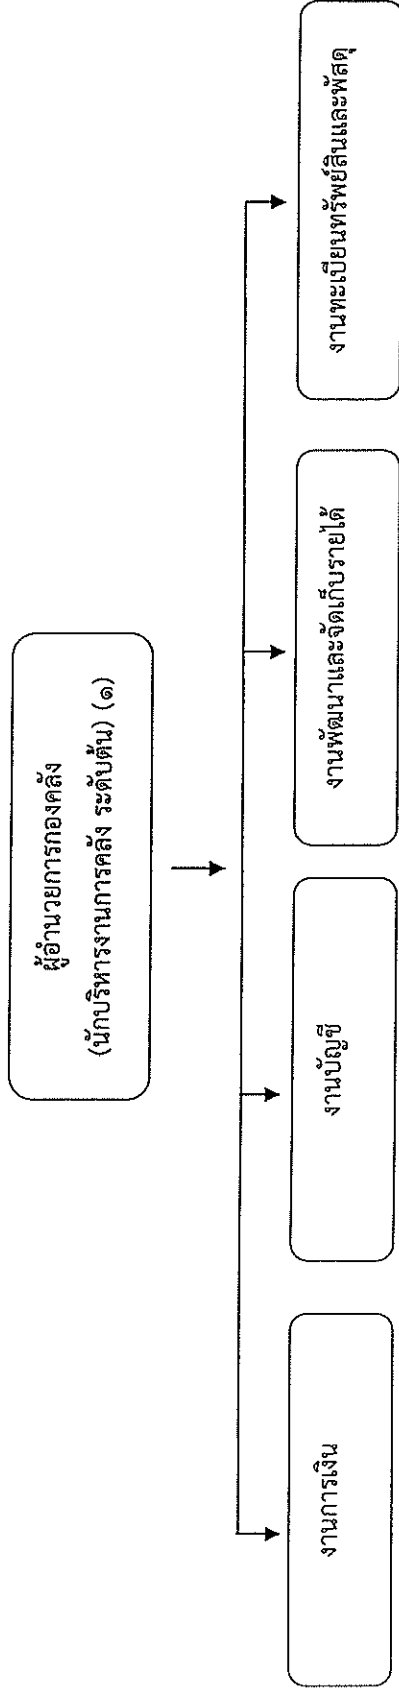 ผู้อำนวยการกองคลัง
(นักบริหารงานการคลัง ระดับต้น) (๑)
งานการเงิน
งานบัญชี
งานพัฒนาและจัดเก็บรายได้
งานทะเบียนทรัพย์สินและพัสดุ